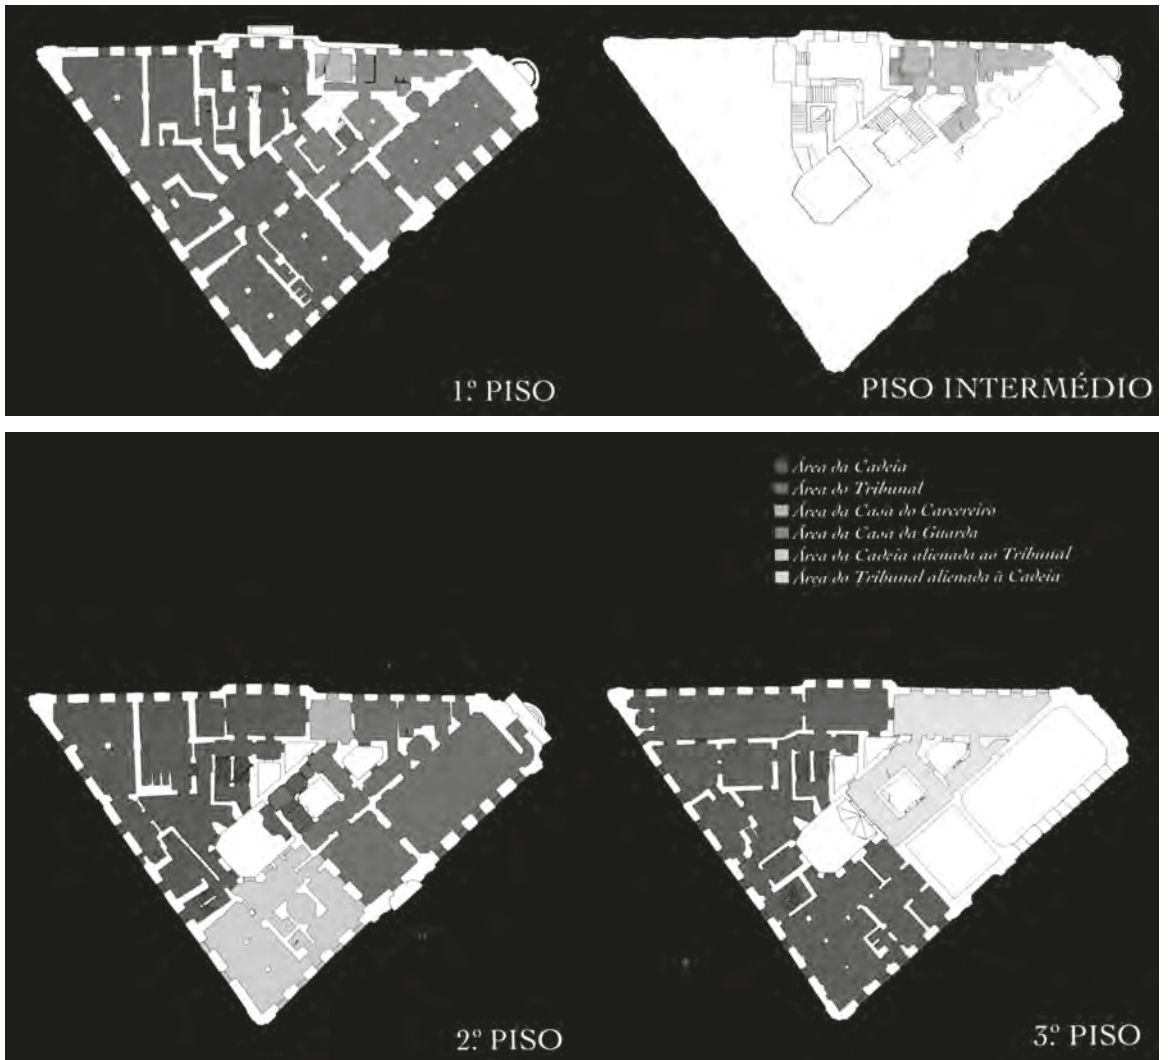 1.º PISO
PISO INTERMÉDIO
Área da Cadeia
Área do Tribunal
Área da Casa do Carcereiro
Área da Casa da Guarda
Área da Cadeia alienada ao Tribunal
Área do Tribunal alienada à Cadeia
2.º PISO
3.º PISO